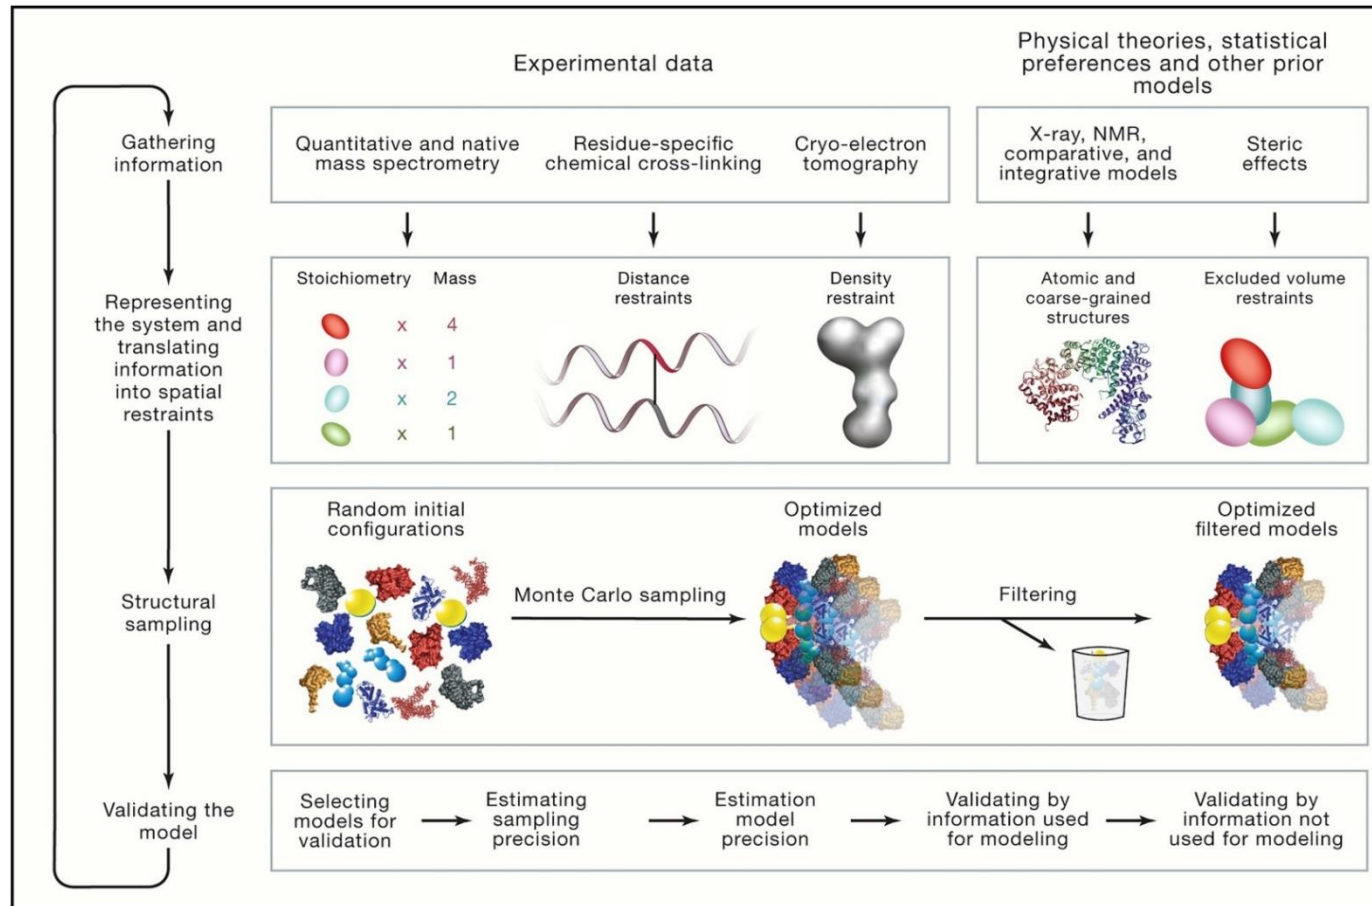 Experimental data
Physical theories, statistical
preferences and other prior
models
Gathering
information
Quantitative and native
mass spectrometry
Residue-specific
chemical cross-linking
Cryo-electron
tomography
X-ray, NMR,
comparative, and
integrative models
Steric
effects
Representing
the system and
translating
information
into spatial
restraints
Stoichiometry Mass
x 4
x 1
x 2
x 1
Distance
restraints
Density
restraint
Atomic and
coarse-grained
structures
Excluded volume
restraints
Structural
sampling
Random initial
configurations
Monte Carlo sampling
Optimized
models
Filtering
Optimized
filtered models
Validating the
model
Selecting
models for
validation
Estimating
sampling
precision
Estimation
model
precision
Validating by
information used
for modeling
Validating by
information not
used for modeling